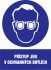 PŘÍSTUP JEN
V OCHRANNÝCH BRÝLÍCH